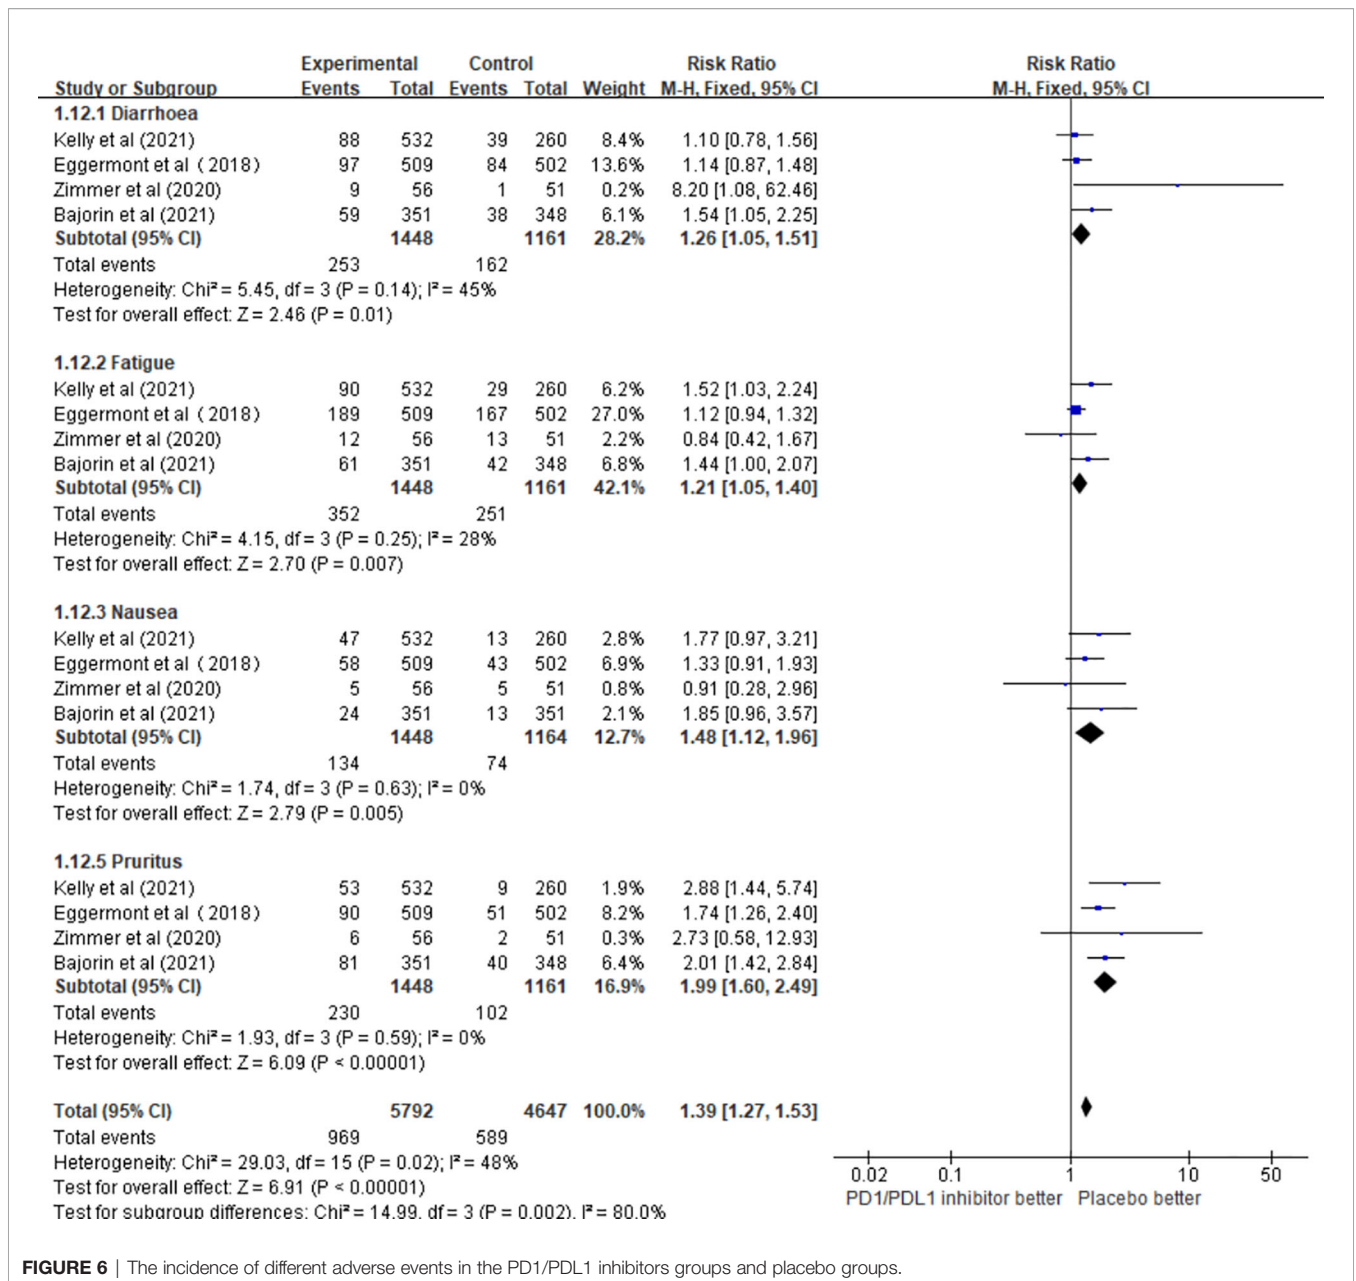 Experimental Control Risk Ratio Risk Ratio
Study or Subgroup Events Total Events Total Weight M-H, Fixed, 95% CI M-H, Fixed, 95% CI
1.12.1 Diarrhoea
Kelly et al (2021) 88 532 39 260 8.4% 1.10 [0.78, 1.56]
Eggermont et al ( 2018) 97 509 84 502 13.6% 1.14 [0.87, 1.48]
Zimmer et al (2020) 9 56 1 51 0.2% 8.20 [1.08, 62.46]
Bajorin et al (2021) 59 351 38 348 6.1% 1.54 [1.05, 2.25]
Subtotal (95% CI) 1448 1161 28.2% 1.26 [1.05, 1.51]
Total events 253 162
Heterogeneity: Chi² = 5.45, df = 3 (P = 0.14); I² = 45%
Test for overall effect: Z = 2.46 (P = 0.01)
1.12.2 Fatigue
Kelly et al (2021) 90 532 29 260 6.2% 1.52 [1.03, 2.24]
Eggermont et al ( 2018) 189 509 167 502 27.0% 1.12 [0.94, 1.32]
Zimmer et al (2020) 12 56 13 51 2.2% 0.84 [0.42, 1.67]
Bajorin et al (2021) 61 351 42 348 6.8% 1.44 [1.00, 2.07]
Subtotal (95% CI) 1448 1161 42.1% 1.21 [1.05, 1.40]
Total events 352 251
Heterogeneity: Chi² = 4.15, df = 3 (P = 0.25); I² = 28%
Test for overall effect: Z = 2.70 (P = 0.007)
1.12.3 Nausea
Kelly et al (2021) 47 532 13 260 2.8% 1.77 [0.97, 3.21]
Eggermont et al ( 2018) 58 509 43 502 6.9% 1.33 [0.91, 1.93]
Zimmer et al (2020) 5 56 5 51 0.8% 0.91 [0.28, 2.96]
Bajorin et al (2021) 24 351 13 351 2.1% 1.85 [0.96, 3.57]
Subtotal (95% CI) 1448 1164 12.7% 1.48 [1.12, 1.96]
Total events 134 74
Heterogeneity: Chi² = 1.74, df = 3 (P = 0.63); I² = 0%
Test for overall effect: Z = 2.79 (P = 0.005)
1.12.5 Pruritus
Kelly et al (2021) 53 532 9 260 1.9% 2.88 [1.44, 5.74]
Eggermont et al ( 2018) 90 509 51 502 8.2% 1.74 [1.26, 2.40]
Zimmer et al (2020) 6 56 2 51 0.3% 2.73 [0.58, 12.93]
Bajorin et al (2021) 81 351 40 348 6.4% 2.01 [1.42, 2.84]
Subtotal (95% CI) 1448 1161 16.9% 1.99 [1.60, 2.49]
Total events 230 102
Heterogeneity: Chi² = 1.93, df = 3 (P = 0.59); I² = 0%
Test for overall effect: Z = 6.09 (P < 0.00001)
Total (95% CI) 5792 4647 100.0% 1.39 [1.27, 1.53]
Total events 969 589
Heterogeneity: Chi² = 29.03, df = 15 (P = 0.02); I² = 48%
Test for overall effect: Z = 6.91 (P < 0.00001)
Test for subgroup differences: Chi² = 14.99, df = 3 (P = 0.002), I² = 80.0%
0.02 0.1 1 10 50
PD1/PDL1 inhibitor better Placebo better
FIGURE 6 | The incidence of different adverse events in the PD1/PDL1 inhibitors groups and placebo groups.